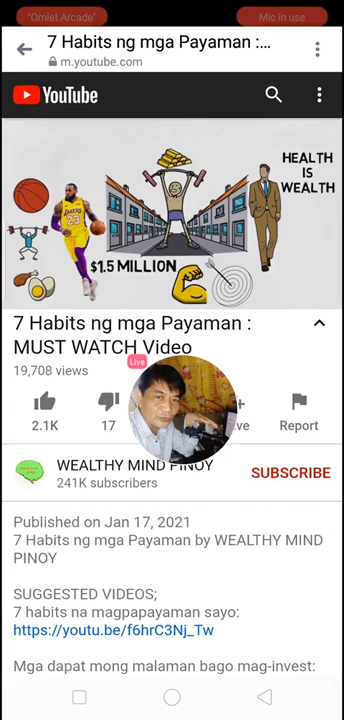 "Omlet Arcade"
Mic in use
7 Habits ng mga Payaman :...
m.youtube.com
YouTube
HEALTH
IS
WEALTH
LAKERS
23
$1.5 MILLION
7 Habits ng mga Payaman :
MUST WATCH Video
Live
19,708 views
2.1K
17
ve
Report
WEALTHY MIND PINOY
241K subscribers
SUBSCRIBE
Published on Jan 17, 2021
7 Habits ng mga Payaman by WEALTHY MIND
PINOY
SUGGESTED VIDEOS;
7 habits na magpapayaman sayo:
https://youtu.be/f6hrC3Nj_Tw
Mga dapat mong malaman bago mag-invest: